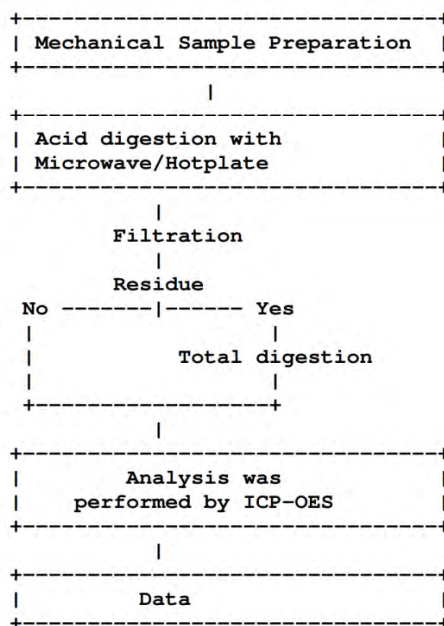 Mechanical Sample Preparation
Acid digestion with
Microwave/Hotplate
Filtration
Residue
No Yes
Total digestion
Analysis was
performed by ICP-OES
Data